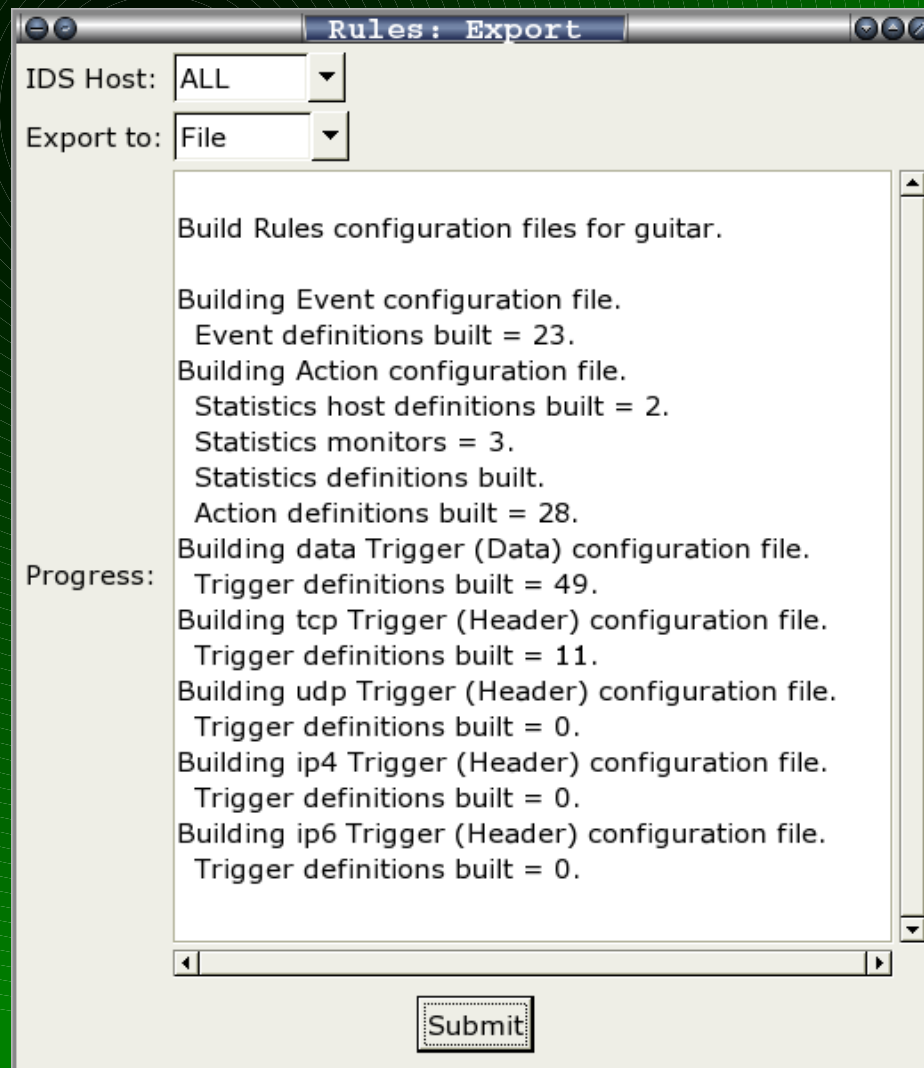 Rules: Export
IDS Host: ALL
Export to: File
Progress:
Build Rules configuration files for guitar.
Building Event configuration file.
Event definitions built = 23.
Building Action configuration file.
Statistics host definitions built = 2.
Statistics monitors = 3.
Statistics definitions built.
Action definitions built = 28.
Building data Trigger (Data) configuration file.
Trigger definitions built = 49.
Building tcp Trigger (Header) configuration file.
Trigger definitions built = 11.
Building udp Trigger (Header) configuration file.
Trigger definitions built = 0.
Building ip4 Trigger (Header) configuration file.
Trigger definitions built = 0.
Building ip6 Trigger (Header) configuration file.
Trigger definitions built = 0.
Submit